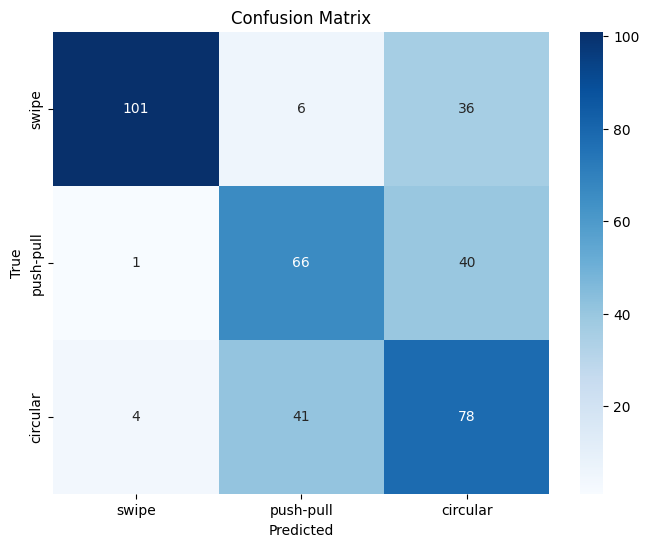 Confusion Matrix
True
swipe
101 6 36
push-pull
1 66 40
circular
4 41 78
swipe push-pull circular
Predicted
100
80
60
40
20